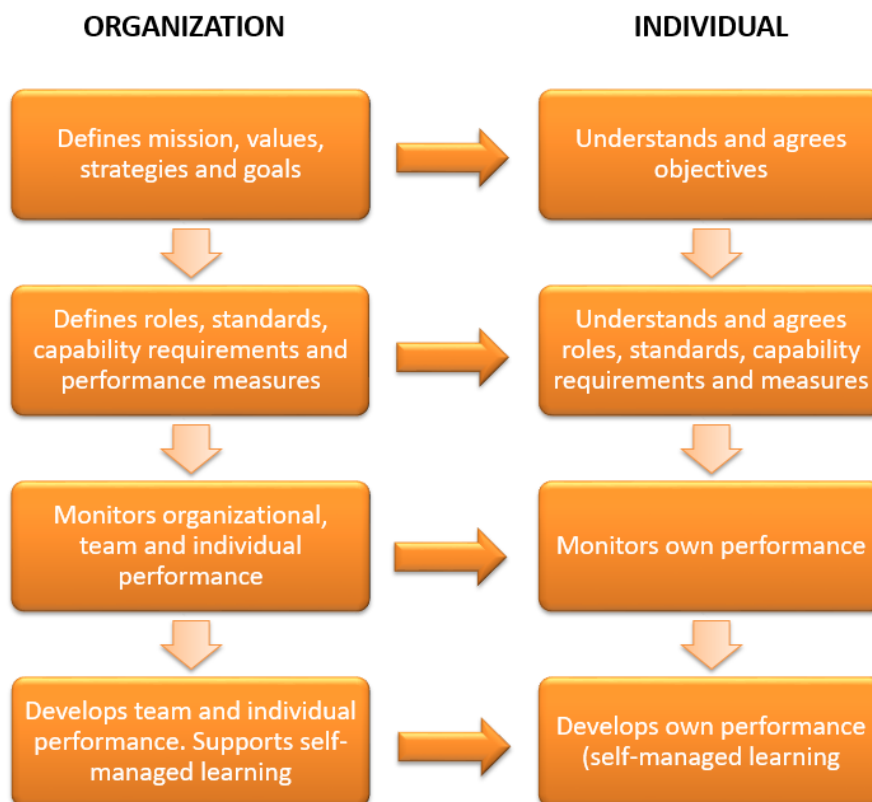 ORGANIZATION
INDIVIDUAL
Defines mission, values,
strategies and goals
Understands and agrees
objectives
Defines roles, standards,
capability requirements and
performance measures
Understands and agrees
roles, standards, capability
requirements and measures
Monitors organizational,
team and individual
performance
Monitors own performance
Develops team and individual
performance. Supports self-
managed learning
Develops own performance
(self-managed learning